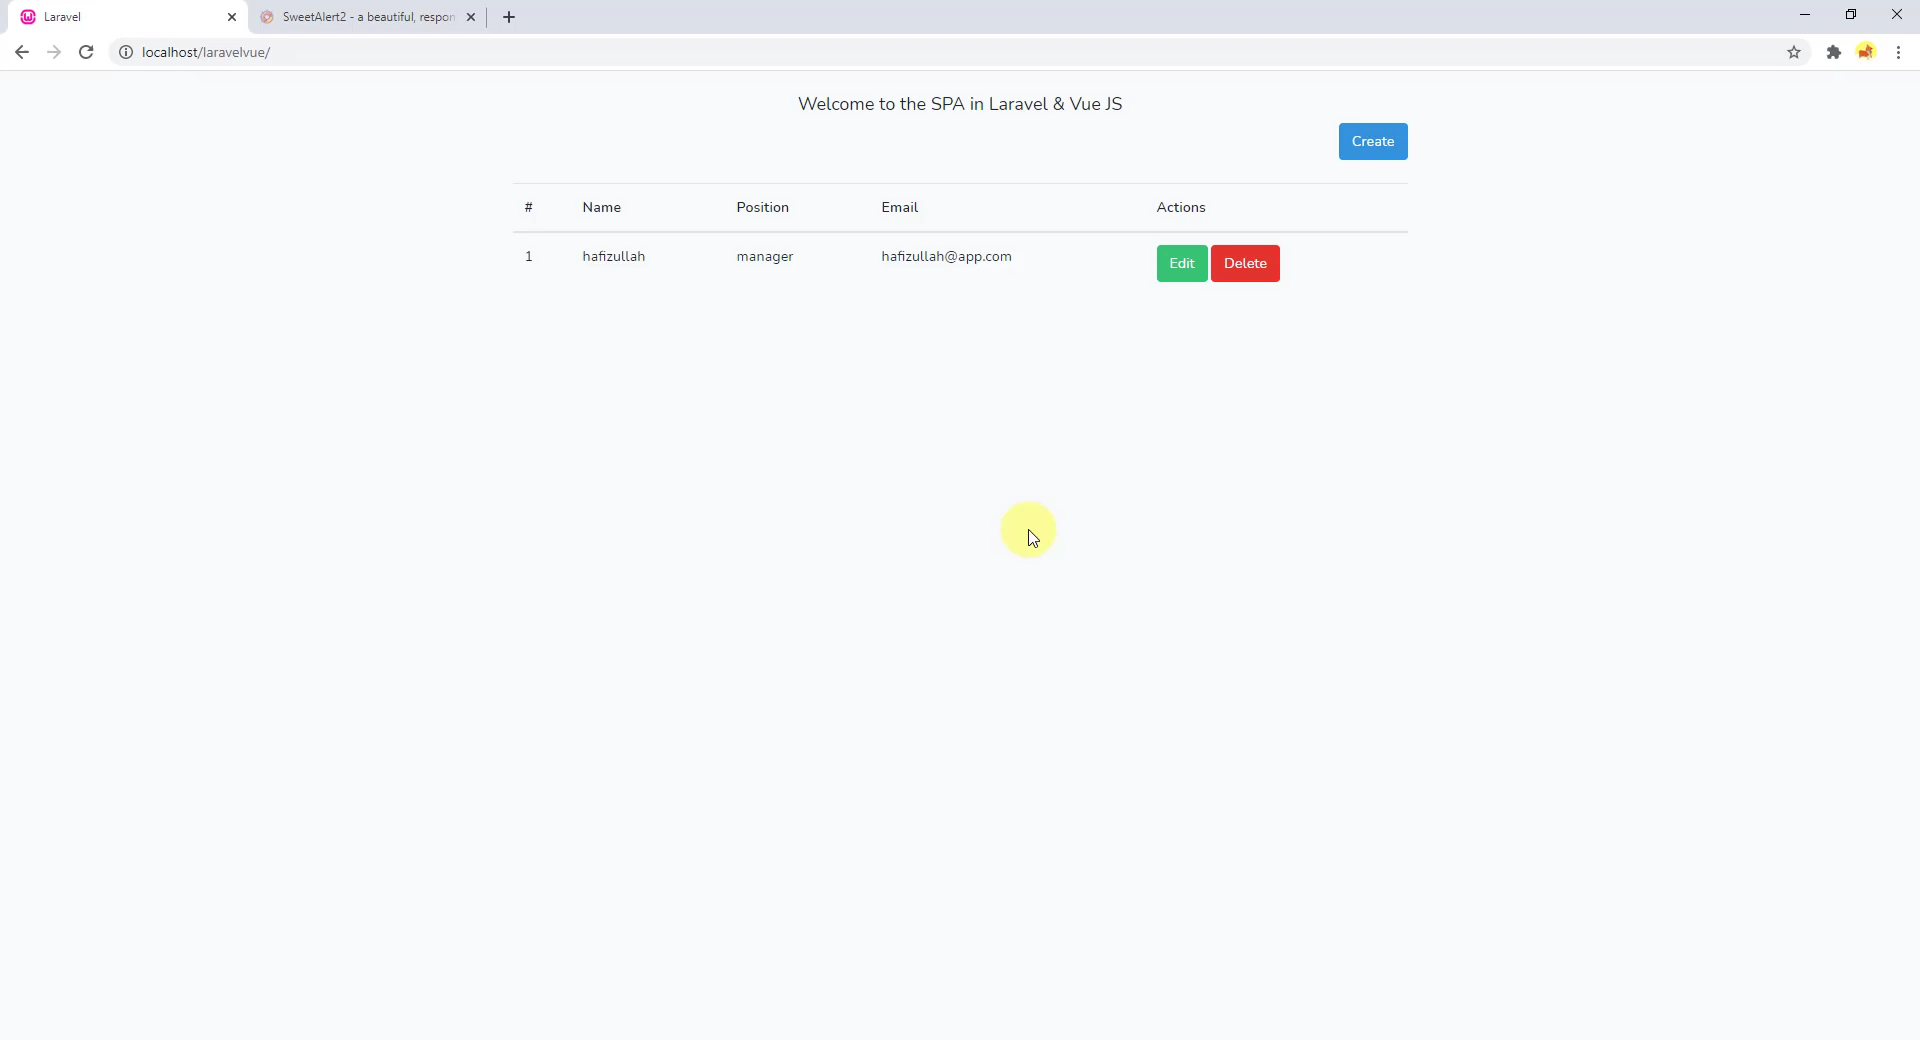 Laravel
SweetAlert2 - a beautiful, respon
localhost/laravelvue/
Welcome to the SPA in Laravel & Vue JS
Create
# Name Position Email Actions
1 hafizullah manager hafizullah@app.com Edit Delete